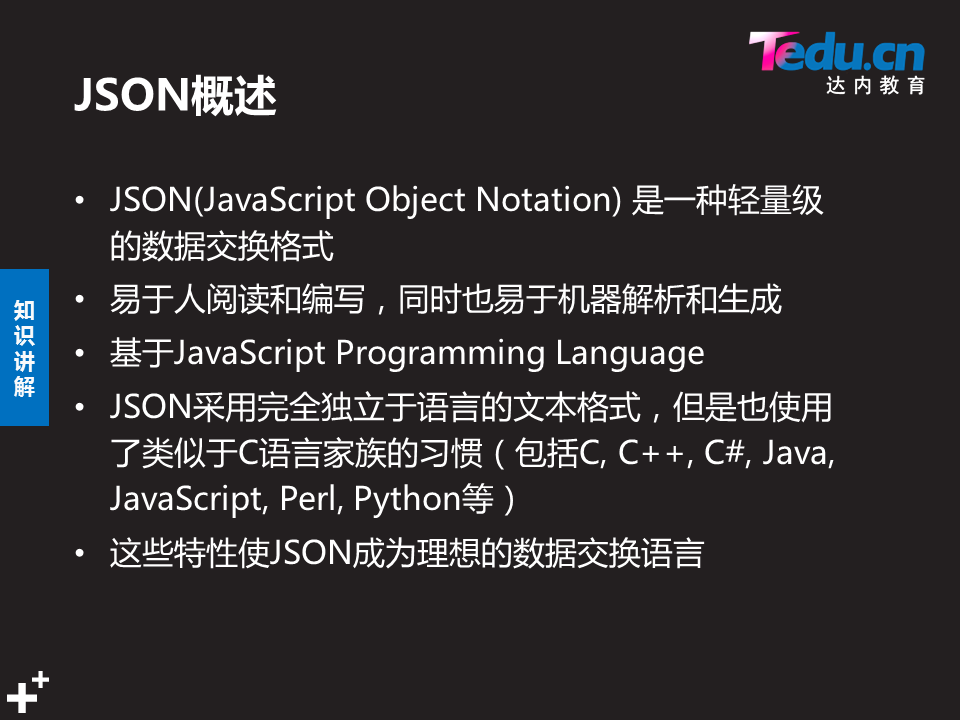 Tedu.cn
达内教育
JSON概述
• JSON(JavaScript Object Notation) 是一种轻量级
的数据交换格式
• 易于人阅读和编写，同时也易于机器解析和生成
• 基于JavaScript Programming Language
• JSON采用完全独立于语言的文本格式，但是也使用
了类似于C语言家族的习惯（包括C, C++, C#, Java,
JavaScript, Perl, Python等）
• 这些特性使JSON成为理想的数据交换语言
知
识
讲
解